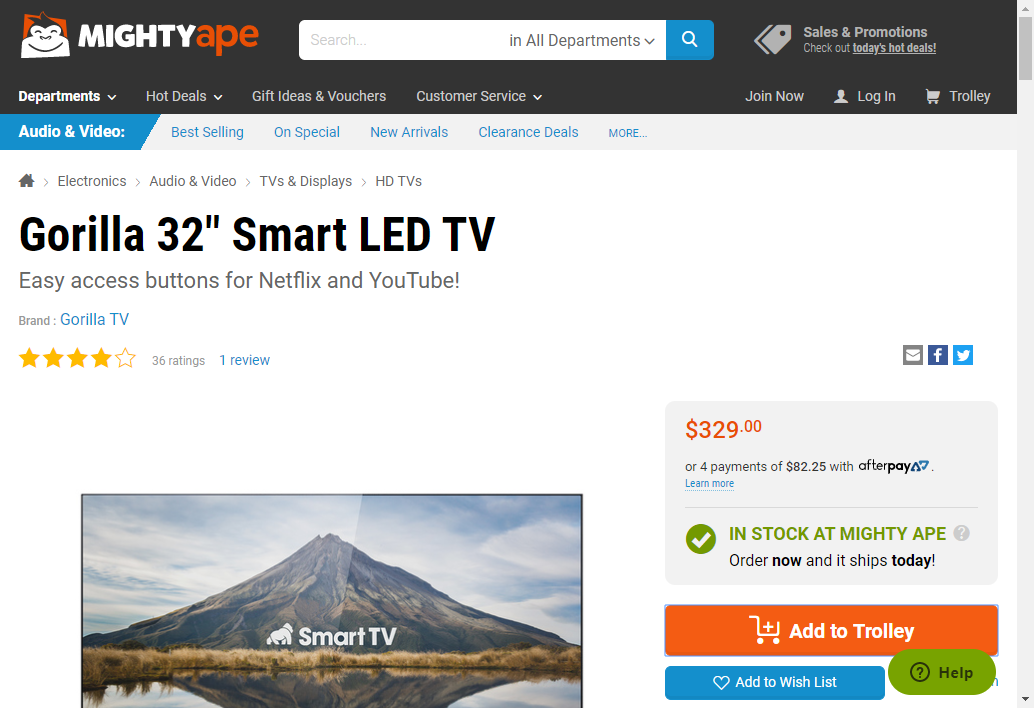 MIGHTYape
Search...
in All Departments
Sales & Promotions
Check out today's hot deals!
Departments
Hot Deals
Gift Ideas & Vouchers
Customer Service
Join Now
Log In
Trolley
Audio & Video:
Best Selling
On Special
New Arrivals
Clearance Deals
MORE...
Electronics
Audio & Video
TVs & Displays
HD TVs
Gorilla 32" Smart LED TV
Easy access buttons for Netflix and YouTube!
Brand : Gorilla TV
36 ratings
1 review
$329.00
or 4 payments of $82.25 with afterpay.
Learn more
IN STOCK AT MIGHTY APE ?
Order now and it ships today!
SmartTV
Add to Trolley
Add to Wish List
? Help